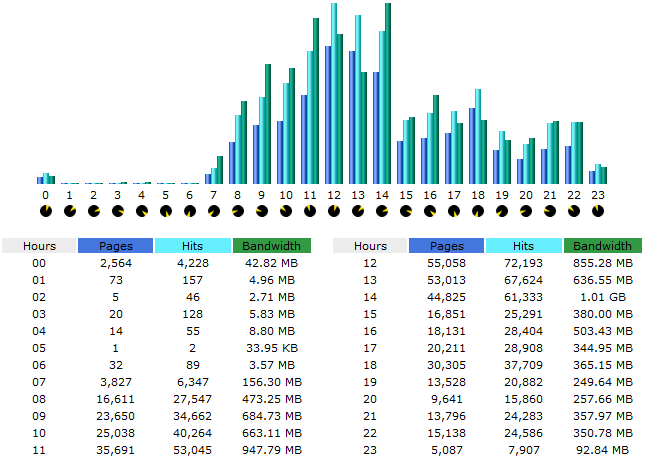 0 1 2 3 4 5 6 7 8 9 10 11 12 13 14 15 16 17 18 19 20 21 22 23
Hours Pages Hits Bandwidth Hours Pages Hits Bandwidth
00 2,564 4,228 42.82 MB 12 55,058 72,193 855.28 MB
01 73 157 4.96 MB 13 53,013 67,624 636.55 MB
02 5 46 2.71 MB 14 44,825 61,333 1.01 GB
03 20 128 5.83 MB 15 16,851 25,291 380.00 MB
04 14 55 8.80 MB 16 18,131 28,404 503.43 MB
05 1 2 33.95 KB 17 20,211 28,908 344.95 MB
06 32 89 3.57 MB 18 30,305 37,709 365.15 MB
07 3,827 6,347 156.30 MB 19 13,528 20,882 249.64 MB
08 16,611 27,547 473.25 MB 20 9,641 15,860 257.66 MB
09 23,650 34,662 684.73 MB 21 13,796 24,283 357.97 MB
10 25,038 40,264 663.11 MB 22 15,138 24,586 350.78 MB
11 35,691 53,045 947.79 MB 23 5,087 7,907 92.84 MB